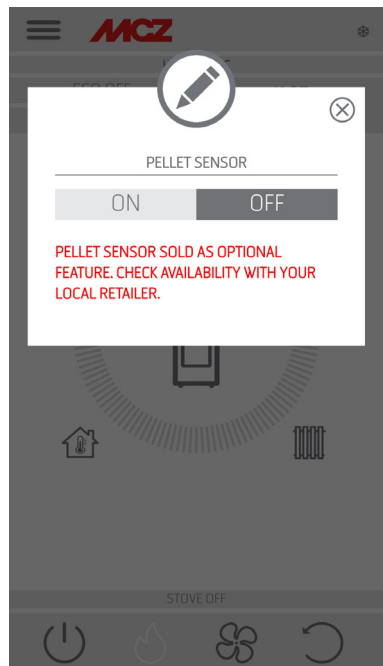 MCZ
PELLET SENSOR
ON OFF
PELLET SENSOR SOLD AS OPTIONAL
FEATURE. CHECK AVAILABILITY WITH YOUR
LOCAL RETAILER.
STOVE OFF